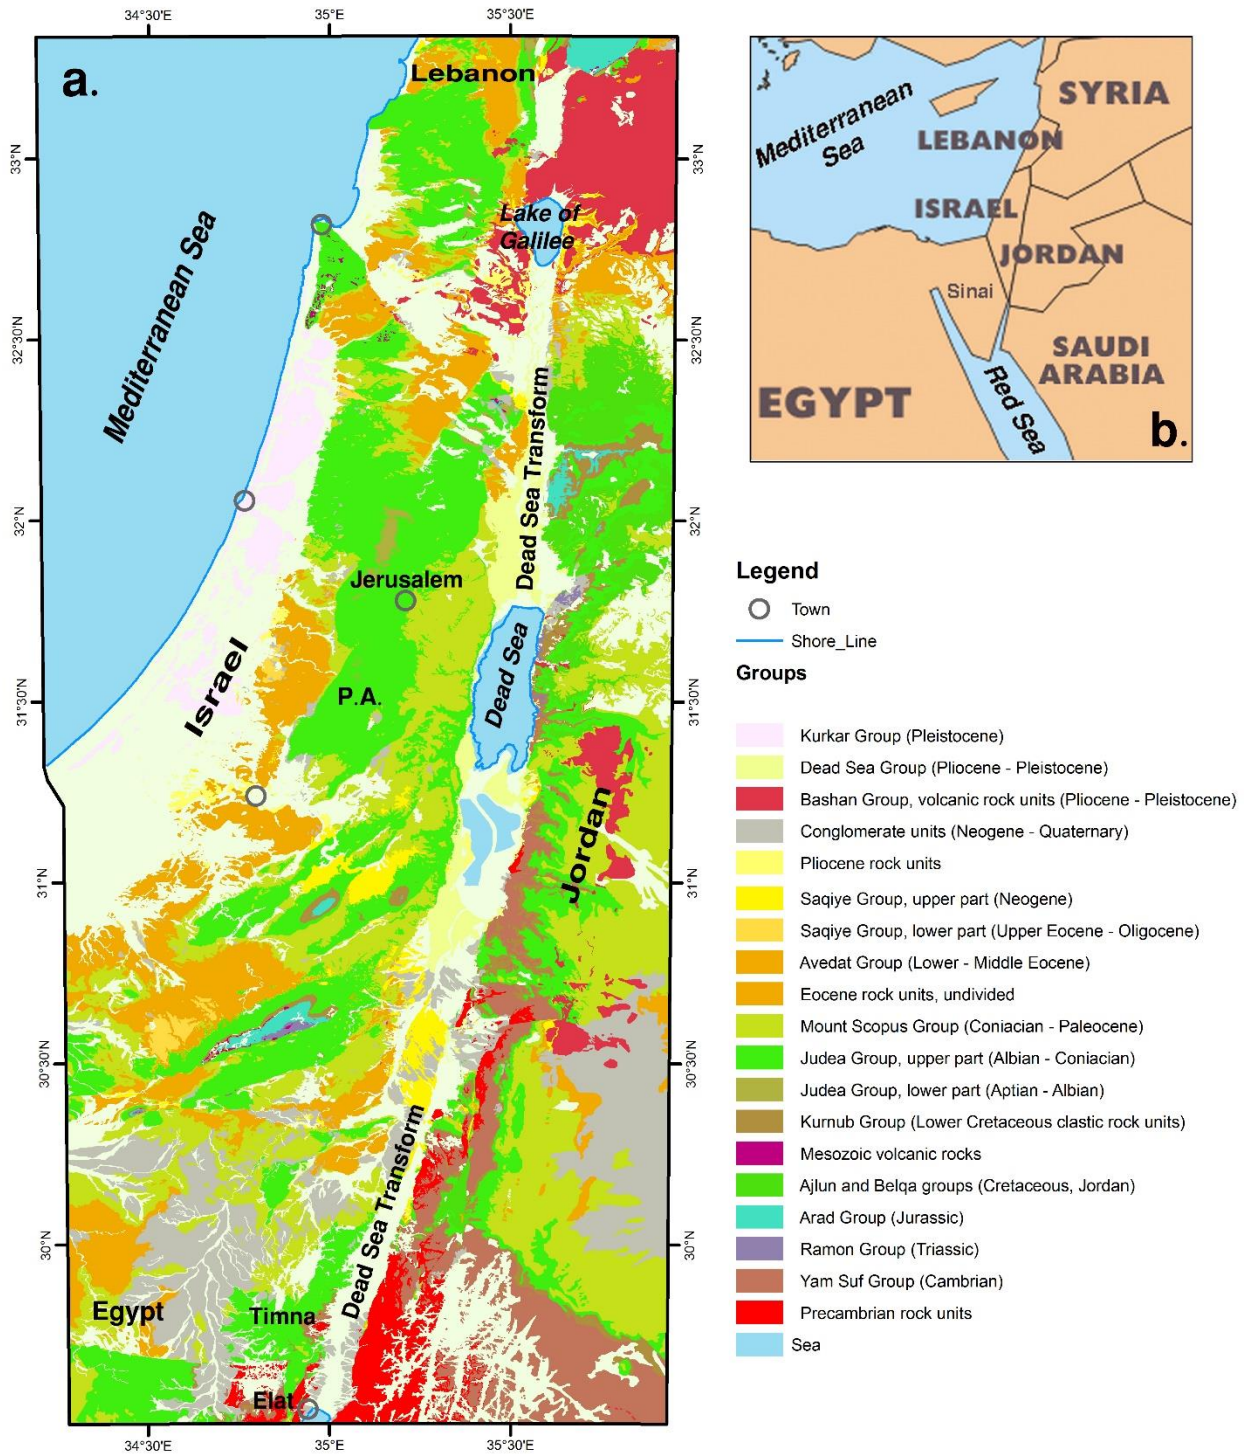 34°30'E
35°E
35°30'E
a.
Lebanon
33°N
33°N
Mediterranean Sea
Lake of
Galilee
32°30'N
32°30'N
Dead Sea Transform
32°N
32°N
Jerusalem
Israel
Dead Sea
P.A.
31°30'N
31°30'N
Jordan
31°N
31°N
30°30'N
30°30'N
Dead Sea Transform
30°N
30°N
Egypt
Timna
Elat
34°30'E
35°E
35°30'E
Mediterranean
Sea
SYRIA
LEBANON
ISRAEL
JORDAN
Sinai
SAUDI
ARABIA
EGYPT
Red Sea
b.
Legend
Town
Shore_Line
Groups
Kurkar Group (Pleistocene)
Dead Sea Group (Pliocene - Pleistocene)
Bashan Group, volcanic rock units (Pliocene - Pleistocene)
Conglomerate units (Neogene - Quaternary)
Pliocene rock units
Saqiye Group, upper part (Neogene)
Saqiye Group, lower part (Upper Eocene - Oligocene)
Avedat Group (Lower - Middle Eocene)
Eocene rock units, undivided
Mount Scopus Group (Coniacian - Paleocene)
Judea Group, upper part (Albian - Coniacian)
Judea Group, lower part (Aptian - Albian)
Kurnub Group (Lower Cretaceous clastic rock units)
Mesozoic volcanic rocks
Ajlun and Belqa groups (Cretaceous, Jordan)
Arad Group (Jurassic)
Ramon Group (Triassic)
Yam Suf Group (Cambrian)
Precambrian rock units
Sea